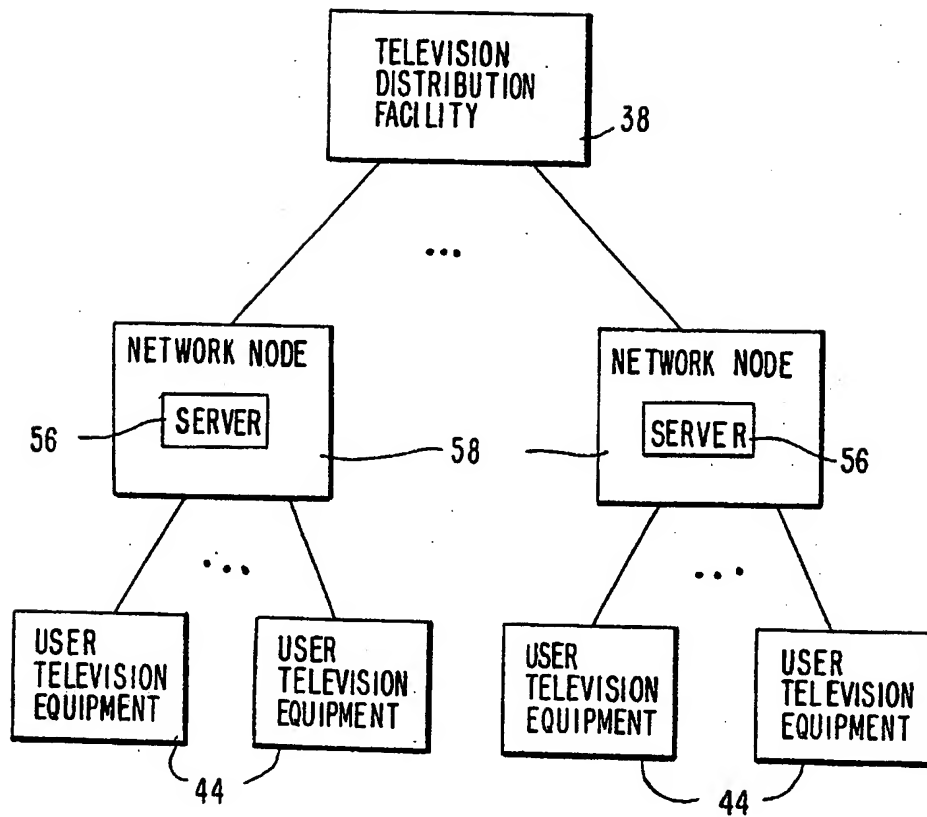 TELEVISION
DISTRIBUTION
FACILITY
38
NETWORK NODE
SERVER
56
58
NETWORK NODE
SERVER
56
USER
TELEVISION
EQUIPMENT
USER
TELEVISION
EQUIPMENT
44
USER
TELEVISION
EQUIPMENT
USER
TELEVISION
EQUIPMENT
44